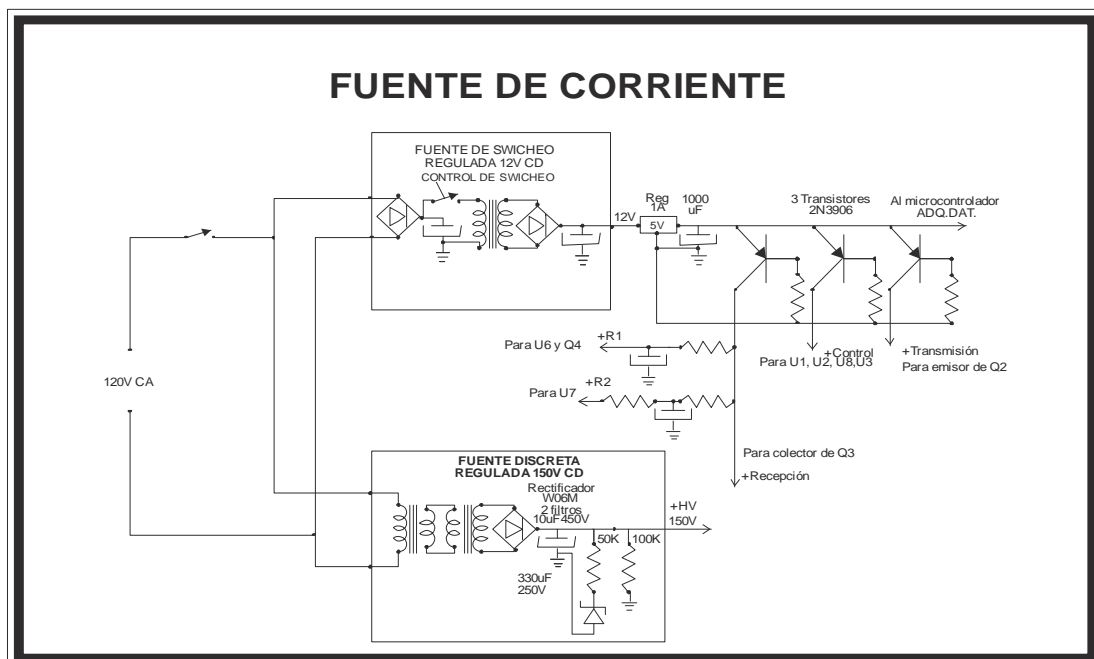 FUENTE DE CORRIENTE
FUENTE DE SWICHEO
REGULADA 12V CD
CONTROL DE SWICHEO
12V
Reg
1A
5V
1000
uF
3 Transistores
2N3906
Al microcontrolador
ADQ.DAT.
120V CA
+R1
Para U6 y Q4
+R2
Para U7
+Control
Para U1, U2, U8,U3
+Transmisión
Para emisor de Q2
Para colector de Q3
+Recepción
FUENTE DISCRETA
REGULADA 150V CD
Rectificador
W06M
2 filtros
10uF450V
330uF
250V
50K
100K
+HV
150V